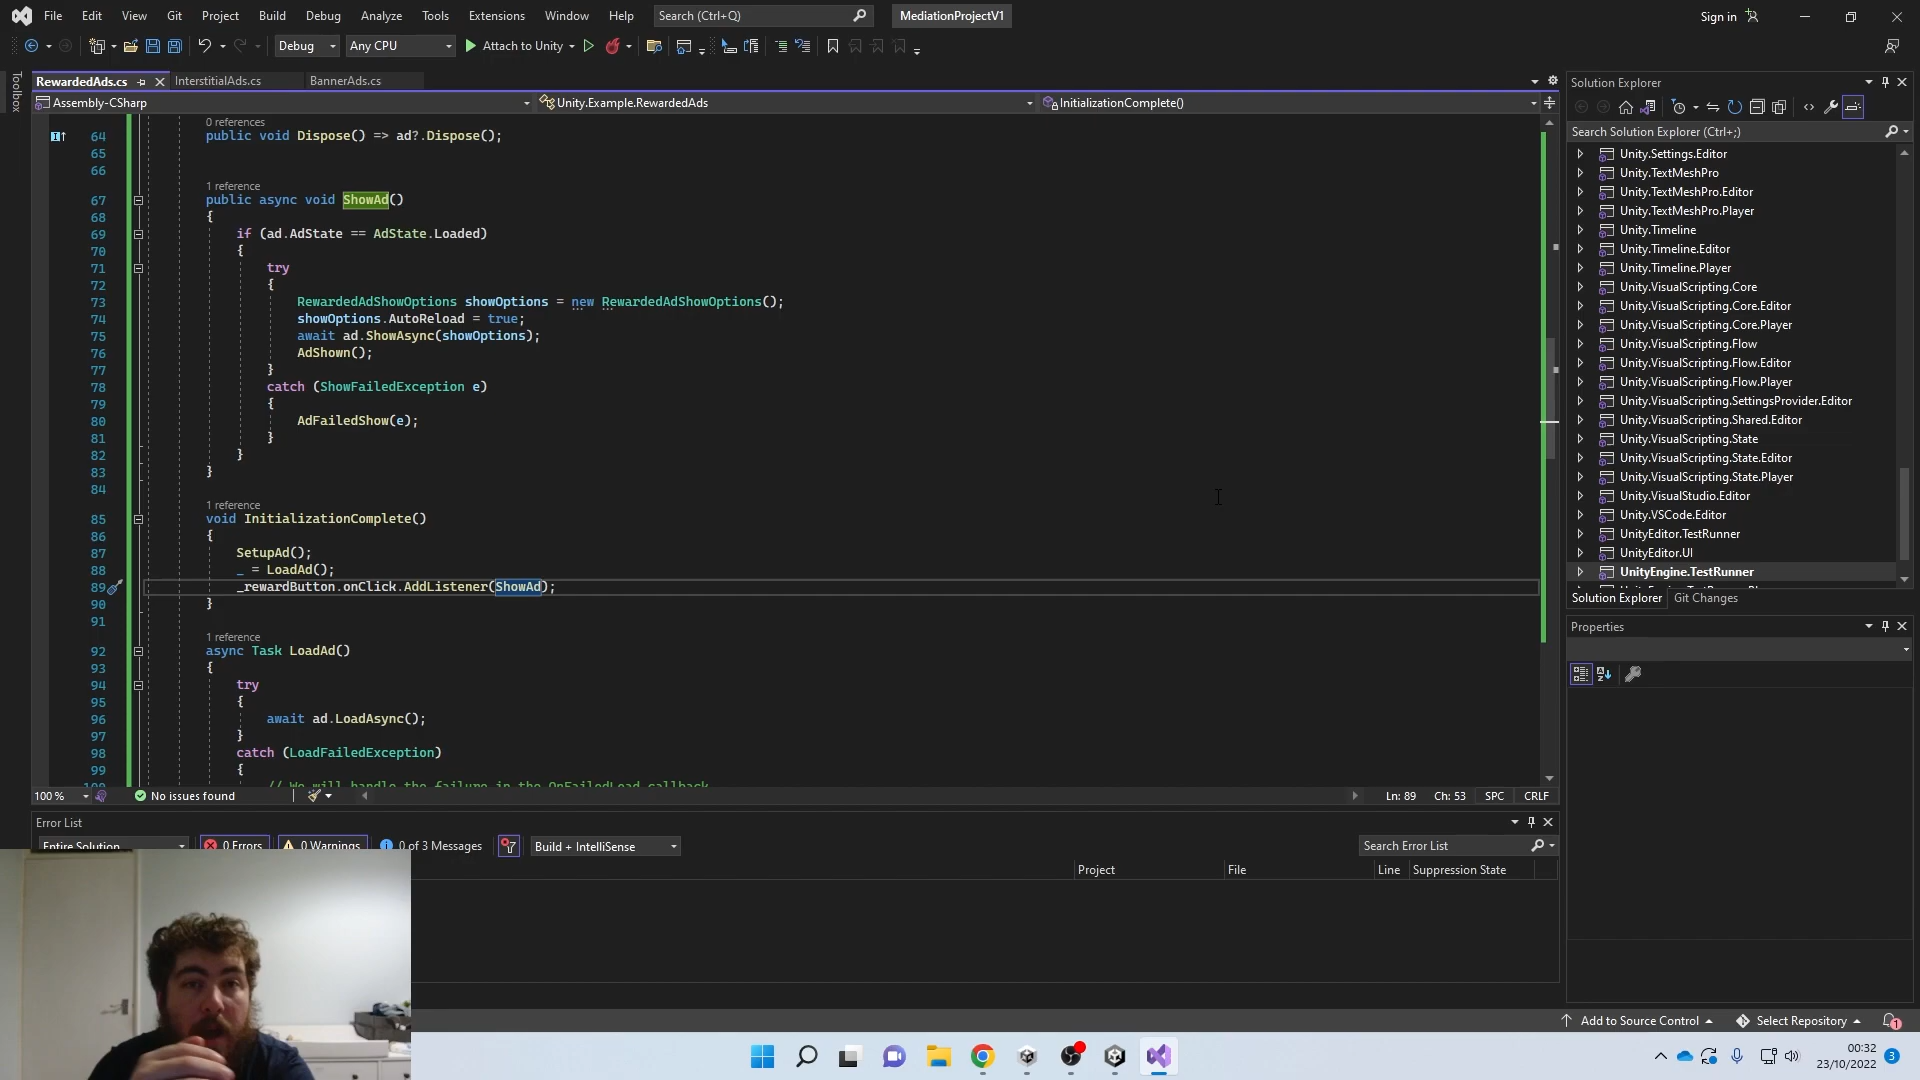 File Edit View Git Project Build Debug Analyze Tools Extensions Window Help Search (Ctrl+Q) MediationProjectV1 Sign in
Debug Any CPU Attach to Unity
Toolbox
RewardedAds.cs InterstitialAds.cs BannerAds.cs
Assembly-CSharp Unity.Example.RewardedAds InitializationComplete()
0 references
64 public void Dispose() => ad?.Dispose();
65
66
1 reference
67 public async void ShowAd()
68 {
69 if (ad.AdState == AdState.Loaded)
70 {
71 try
72 {
73 RewardedAdShowOptions showOptions = new RewardedAdShowOptions();
74 showOptions.AutoReload = true;
75 await ad.ShowAsync(showOptions);
76 AdShown();
77 }
78 catch (ShowFailedException e)
79 {
80 AdFailedShow(e);
81 }
82 }
83 }
84
1 reference
85 void InitializationComplete()
86 {
87 SetupAd();
88 _ = LoadAd();
89 _rewardButton.onClick.AddListener(ShowAd);
90 }
91
1 reference
92 async Task LoadAd()
93 {
94 try
95 {
96 await ad.LoadAsync();
97 }
98 catch (LoadFailedException)
99 {
100 // We will handle the failure in the OnFailedLoad callback
100 % No issues found Ln: 89 Ch: 53 SPC CRLF
Error List
Entire Solution 0 Errors 0 Warnings 0 of 3 Messages Build + IntelliSense Search Error List
Project File Line Suppression State
Solution Explorer
Search Solution Explorer (Ctrl+;)
Unity.Settings.Editor
Unity.TextMeshPro
Unity.TextMeshPro.Editor
Unity.TextMeshPro.Player
Unity.Timeline
Unity.Timeline.Editor
Unity.Timeline.Player
Unity.VisualScripting.Core
Unity.VisualScripting.Core.Editor
Unity.VisualScripting.Core.Player
Unity.VisualScripting.Flow
Unity.VisualScripting.Flow.Editor
Unity.VisualScripting.Flow.Player
Unity.VisualScripting.SettingsProvider.Editor
Unity.VisualScripting.Shared.Editor
Unity.VisualScripting.State
Unity.VisualScripting.State.Editor
Unity.VisualScripting.State.Player
Unity.VisualStudio.Editor
Unity.VSCode.Editor
UnityEditor.TestRunner
UnityEditor.UI
UnityEngine.TestRunner
Solution Explorer Git Changes
Properties
Add to Source Control Select Repository 1
00:32
23/10/2022 3